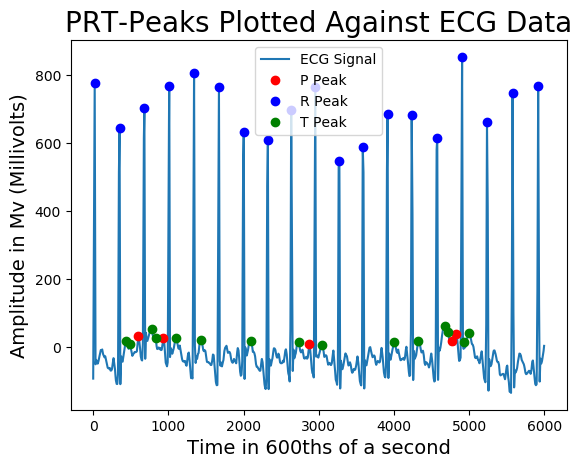 PRT-Peaks Plotted Against ECG Data
ECG Signal
P Peak
R Peak
T Peak
Amplitude in Mv (Millivolts)
800
600
400
200
0
0 1000 2000 3000 4000 5000 6000
Time in 600ths of a second